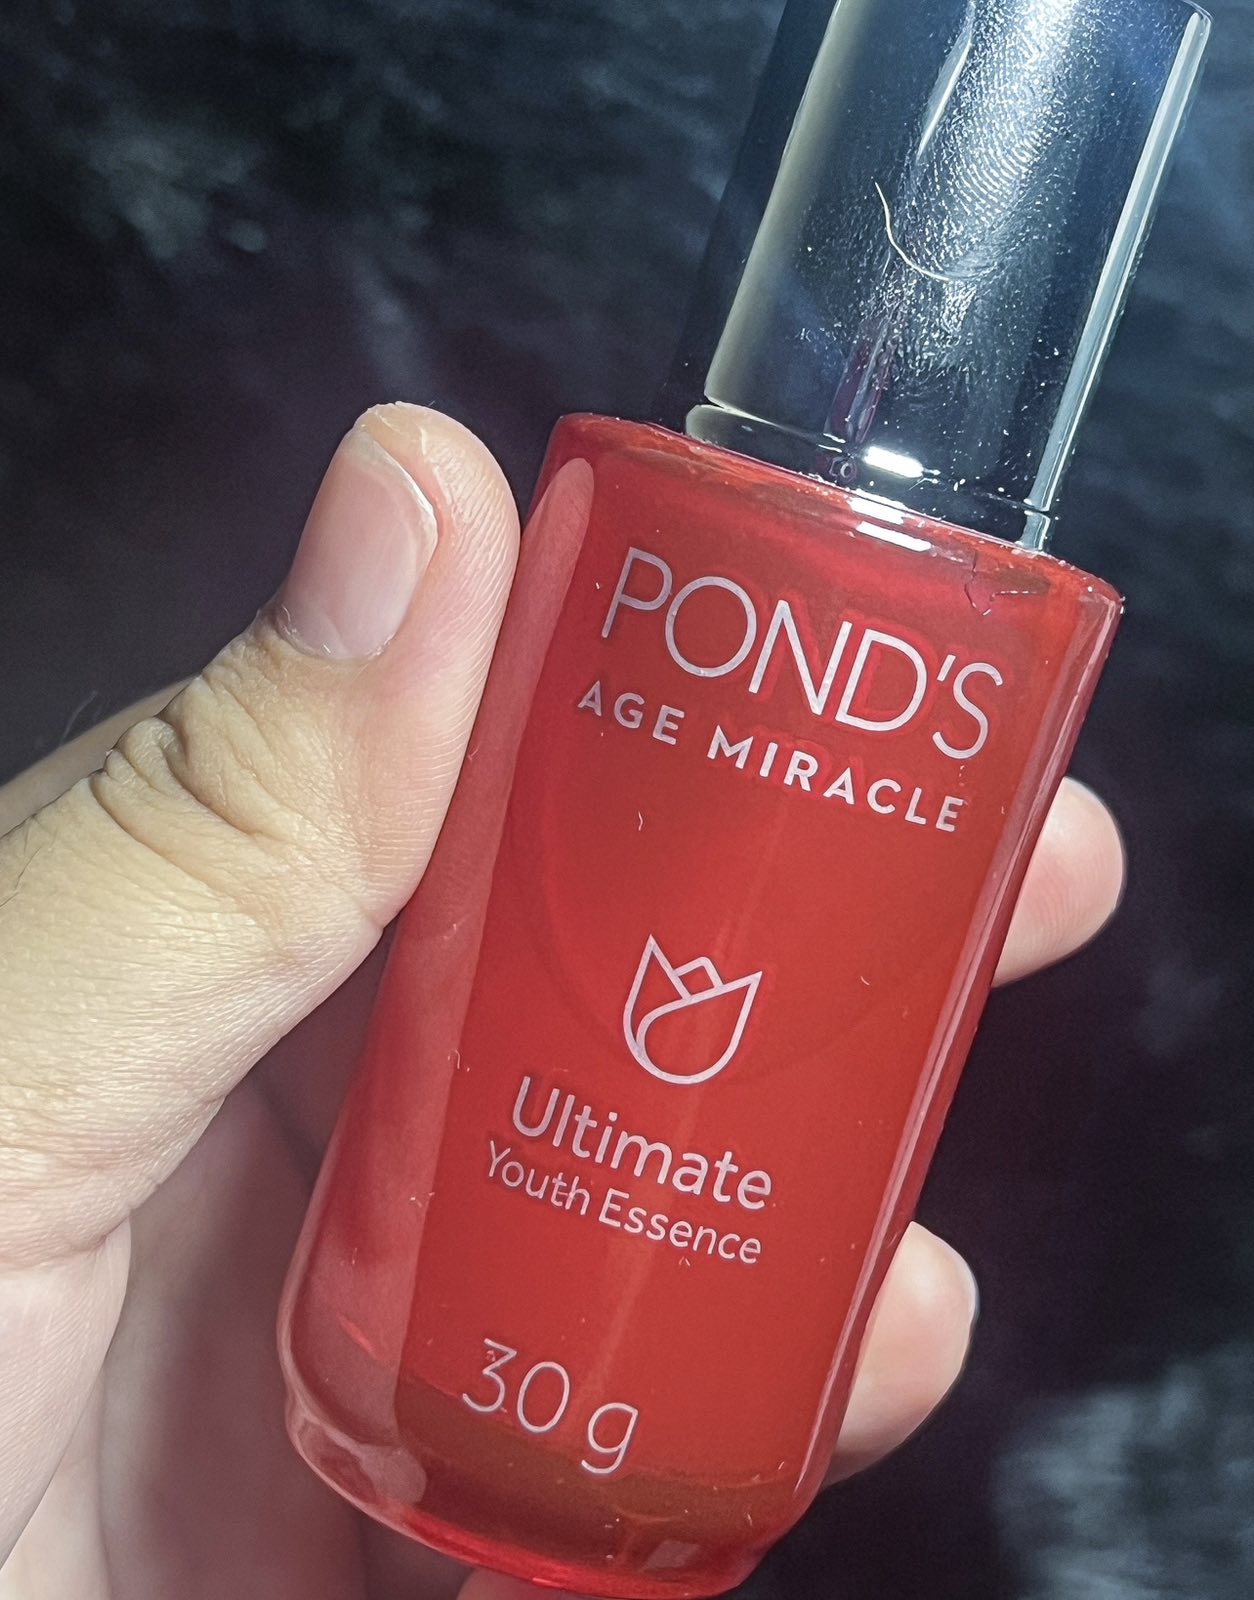 POND'S
AGE MIRACLE
Ultimate
Youth Essence
30 g